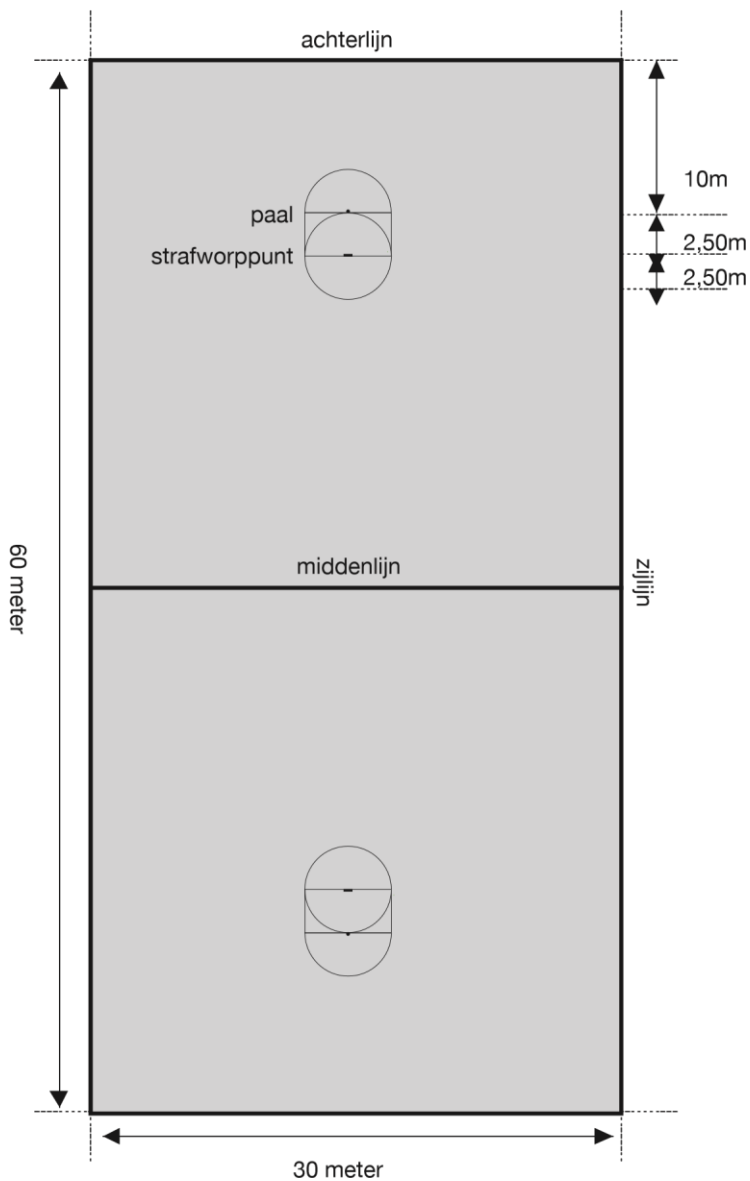 achterlijn
10m
paal
2,50m
strafworppunt
2,50m
middenlijn
60 meter
zijlijn
30 meter